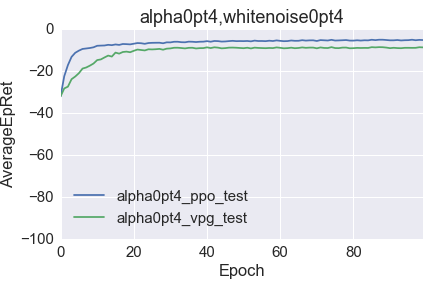 alpha0pt4,whitenoise0pt4
AverageEpRet
0
−20
−40
−60
−80
−100
alpha0pt4_ppo_test
alpha0pt4_vpg_test
0 20 40 60 80
Epoch